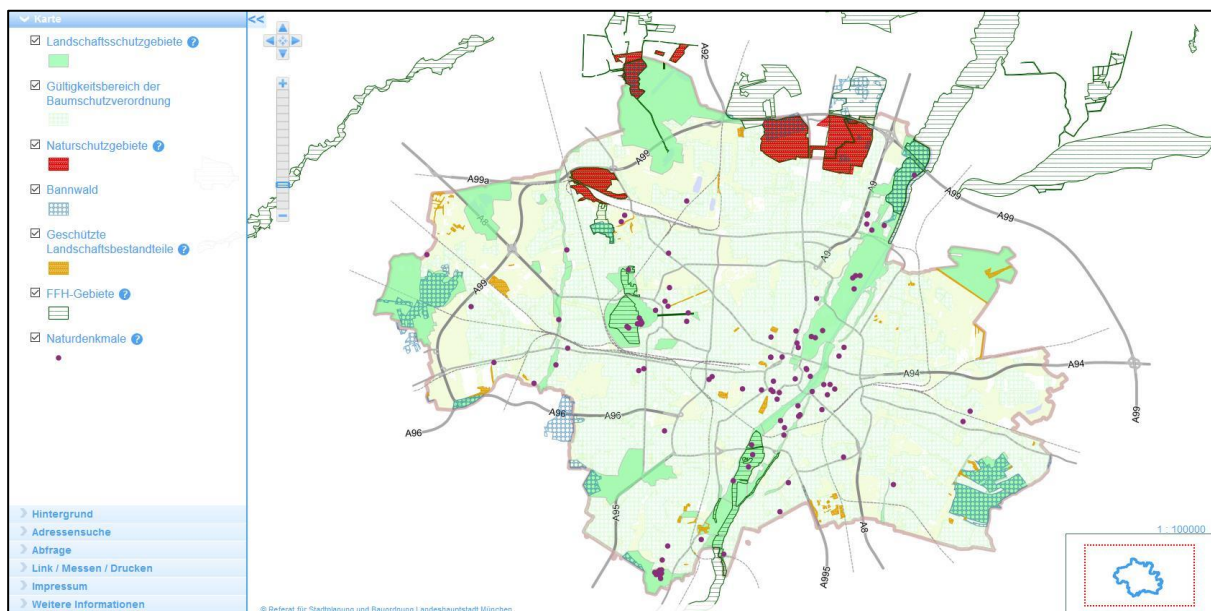 Karte
Landschaftsschutzgebiete ?
Gültigkeitsbereich der
Baumschutzverordnung
Naturschutzgebiete ?
Bannwald
Geschützte
Landschaftsbestandteile ?
FFH-Gebiete ?
Naturdenkmale ?
Hintergrund
Adressensuche
Abfrage
Link / Messen / Drucken
Impressum
Weitere Informationen
<<
A92
A99
A99a
A8
A9
A99
A99
A9
A99
A94
A94
A99
A96
A96
A96
A95
A995
A8
1 : 100000
© Referat für Stadtplanung und Bauordnung Landeshauptstadt München